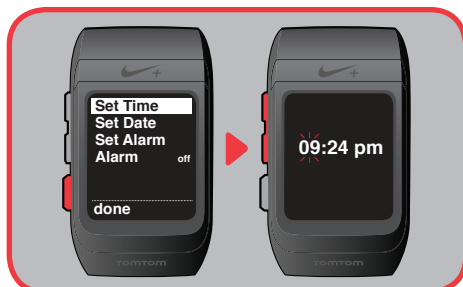 +
Set Time
Set Date
Set Alarm
Alarm off
done
TOMTOM
+
09:24 pm
TOMTOM